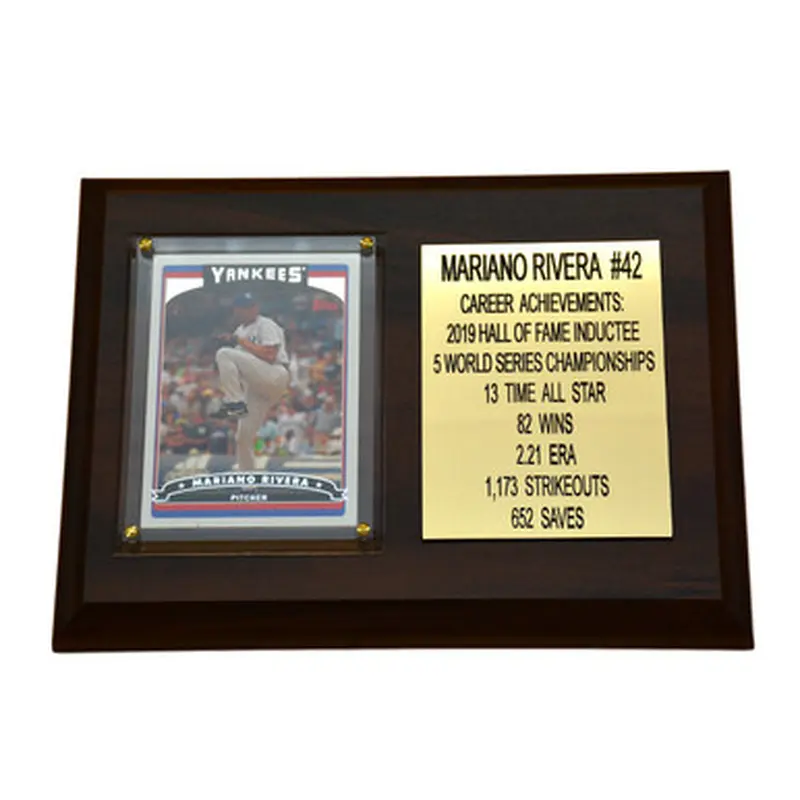 YANKEES
MARIANO RIVERA
PITCHER
MARIANO RIVERA #42
CAREER ACHIEVEMENTS:
2019 HALL OF FAME INDUCTEE
5 WORLD SERIES CHAMPIONSHIPS
13 TIME ALL STAR
82 WINS
2.21 ERA
1,173 STRIKEOUTS
652 SAVES